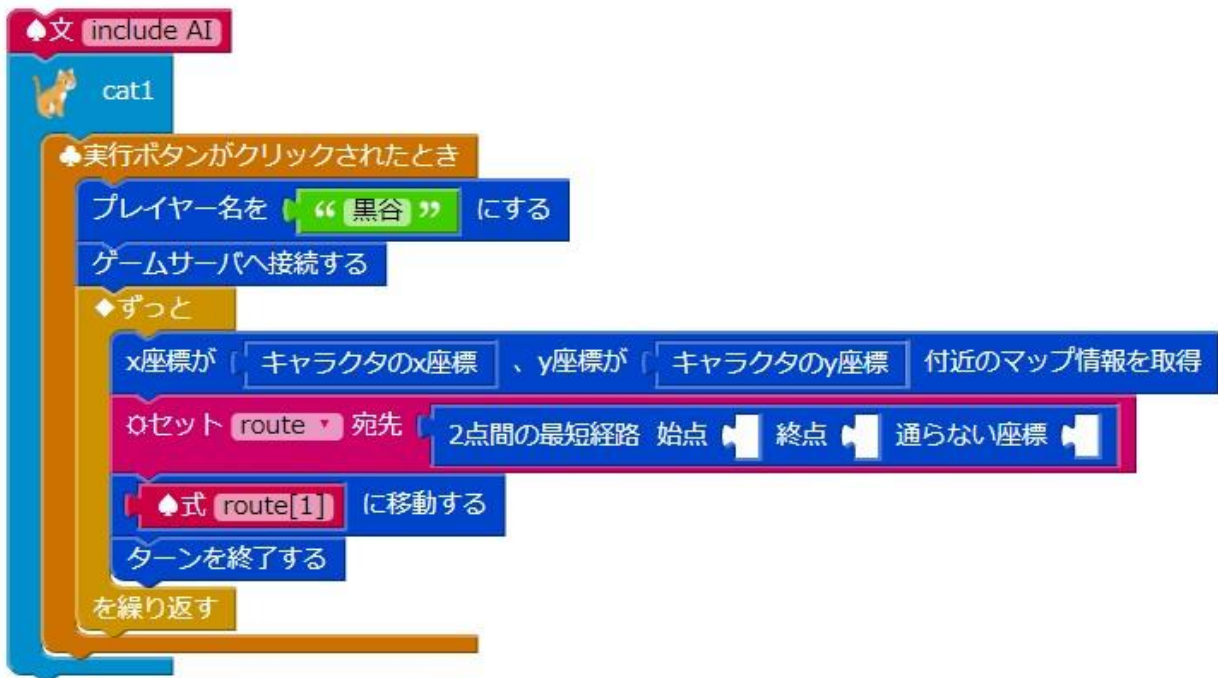 ♠文 include AI
cat1
♣実行ボタンがクリックされたとき
プレイヤー名を “ 黒谷 ” にする
ゲームサーバへ接続する
◆ずっと
x座標が キャラクタのx座標 、y座標が キャラクタのy座標 付近のマップ情報を取得
セット route 宛先 2点間の最短経路 始点 終点 通らない座標
♠式 route[1] に移動する
ターンを終了する
を繰り返す